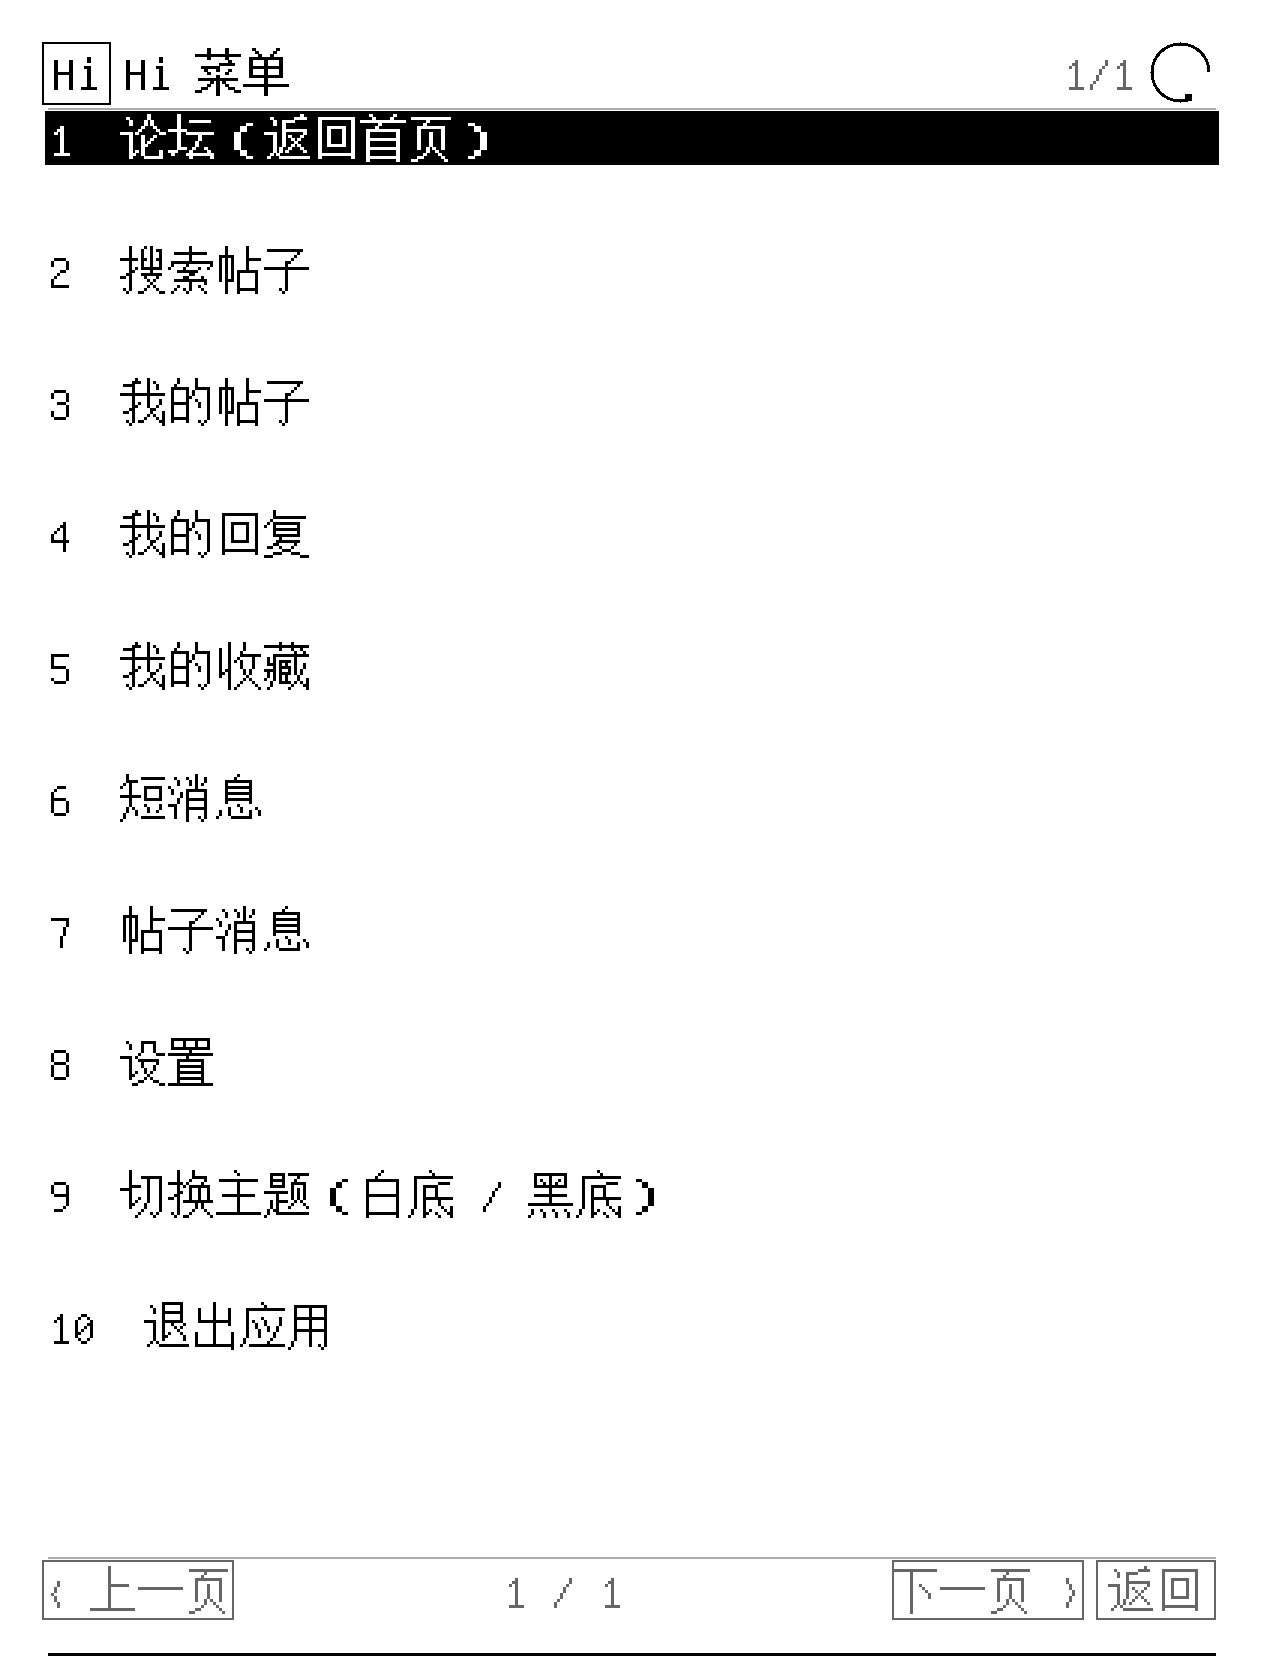 Hi Hi 菜单 1/1
1 论坛(返回首页)
2 搜索帖子
3 我的帖子
4 我的回复
5 我的收藏
6 短消息
7 帖子消息
8 设置
9 切换主题(白底 / 黑底)
10 退出应用
‹ 上一页 1 / 1 下一页 › 返回